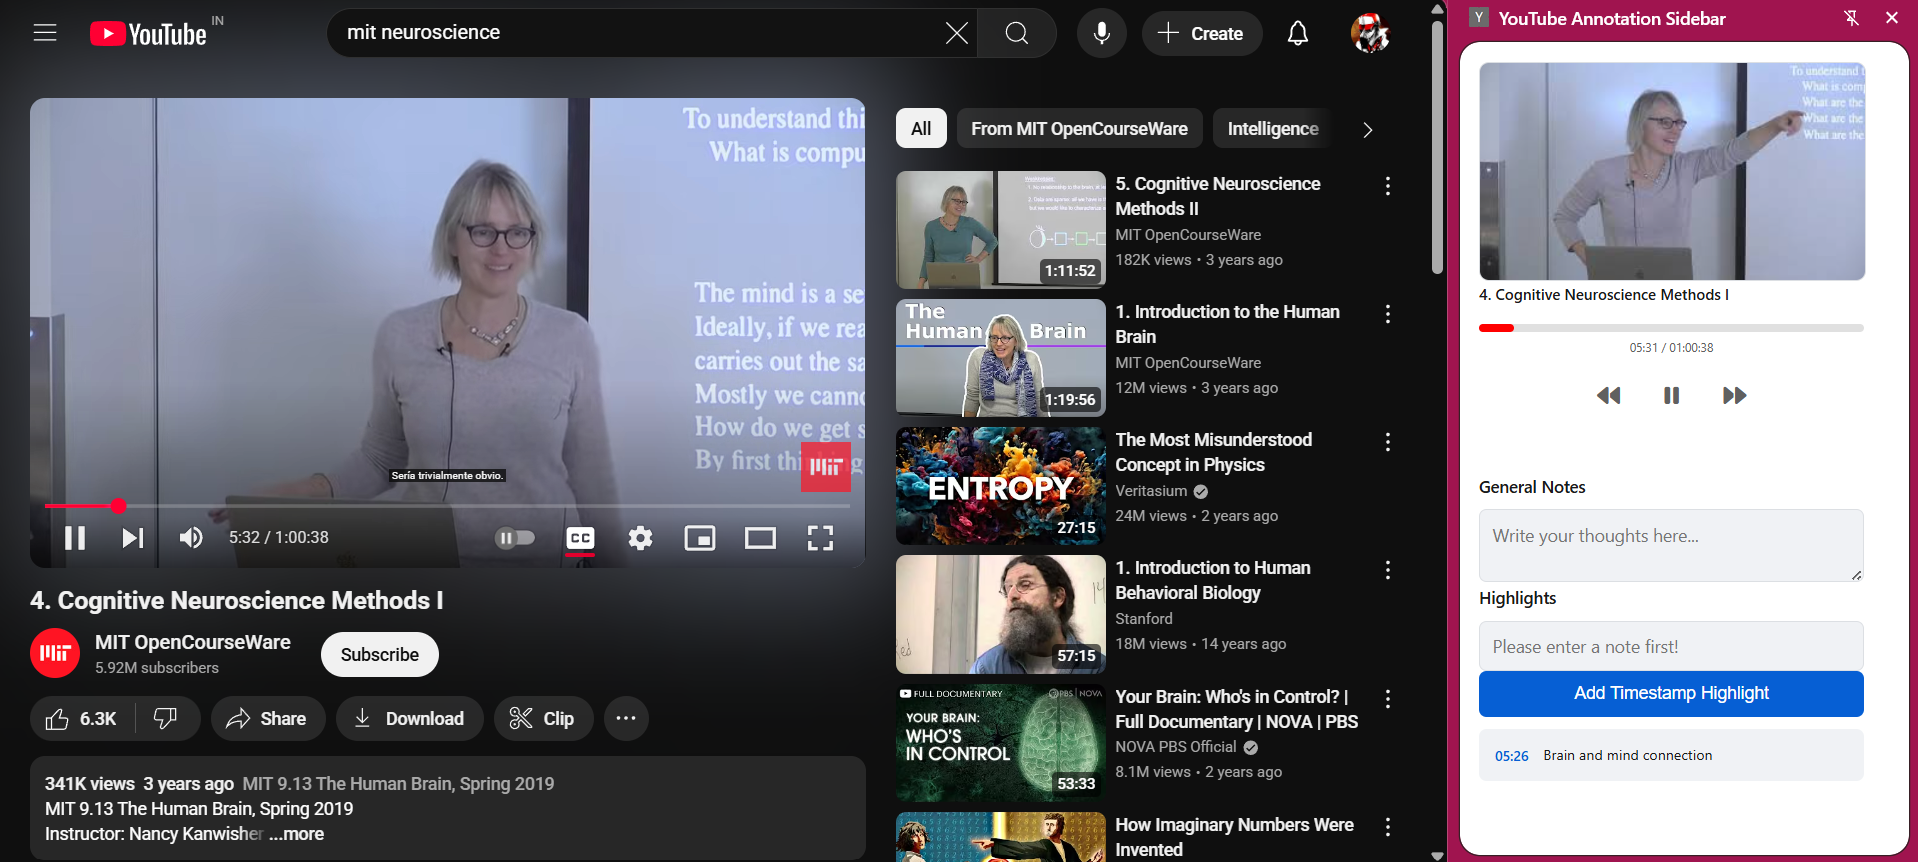 YouTube IN
mit neuroscience
Create
To understand thi
What is compu
The mind is a se
Ideally, if we rea
carries out the sa
Mostly we canno
How do we get s
By first thinking
MIT
Sería trivialmente obvio.
5:32 / 1:00:38
CC
4. Cognitive Neuroscience Methods I
MIT
MIT OpenCourseWare
5.92M subscribers
Subscribe
6.3K
Share
Download
Clip
341K views 3 years ago MIT 9.13 The Human Brain, Spring 2019
MIT 9.13 The Human Brain, Spring 2019
Instructor: Nancy Kanwisher ...more
All
From MIT OpenCourseWare
Intelligence
1:11:52
5. Cognitive Neuroscience
Methods II
MIT OpenCourseWare
182K views • 3 years ago
The
Human Brain
1:19:56
1. Introduction to the Human
Brain
MIT OpenCourseWare
12M views • 3 years ago
ENTROPY
27:15
The Most Misunderstood
Concept in Physics
Veritasium
24M views • 2 years ago
57:15
1. Introduction to Human
Behavioral Biology
Stanford
18M views • 14 years ago
FULL DOCUMENTARY
PBS | NOVA
YOUR BRAIN:
WHO'S
IN CONTROL
53:33
Your Brain: Who's in Control? |
Full Documentary | NOVA | PBS
NOVA PBS Official
8.1M views • 2 years ago
How Imaginary Numbers Were
Invented
Y YouTube Annotation Sidebar
To understand t
What is comp
What are the
What are the
What are the
4. Cognitive Neuroscience Methods I
05:31 / 01:00:38
General Notes
Write your thoughts here...
Highlights
Please enter a note first!
Add Timestamp Highlight
05:26 Brain and mind connection